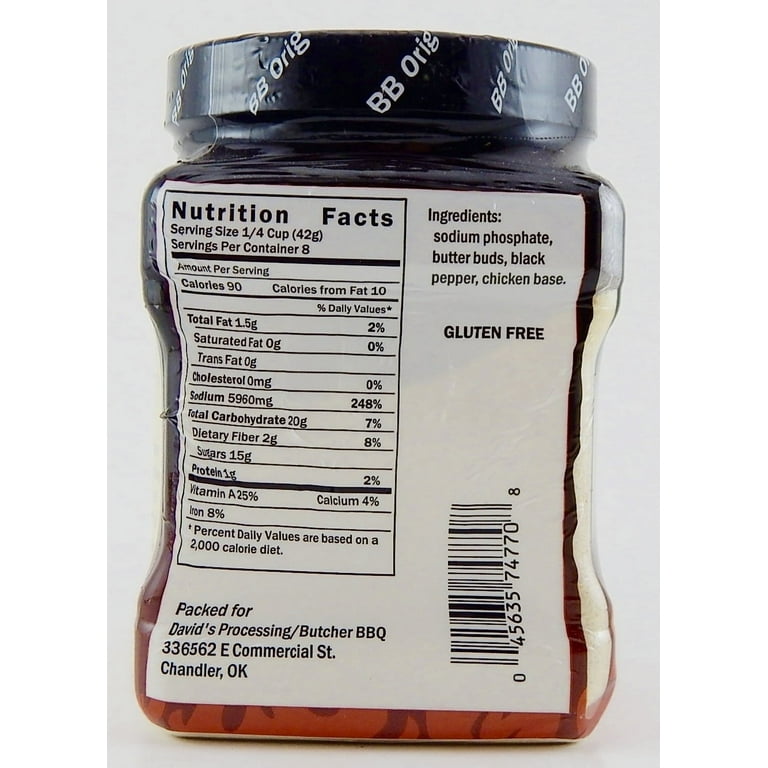 BB Orig
BB Orig
BB Orig
BB Orig
BB Orig
Nutrition Facts
Serving Size 1/4 Cup (42g)
Servings Per Container 8
Amount Per Serving
Calories 90 Calories from Fat 10
% Daily Values*
Total Fat 1.5g 2%
Saturated Fat 0g 0%
Trans Fat 0g
Cholesterol 0mg 0%
Sodium 5960mg 248%
Total Carbohydrate 20g 7%
Dietary Fiber 2g 8%
Sugars 15g
Protein 1g 2%
Vitamin A 25% Calcium 4%
Iron 8%
* Percent Daily Values are based on a
2,000 calorie diet.
Ingredients:
sodium phosphate,
butter buds, black
pepper, chicken base.
GLUTEN FREE
Packed for
David's Processing/Butcher BBQ
336562 E Commercial St.
Chandler, OK
0 45635 74770 8